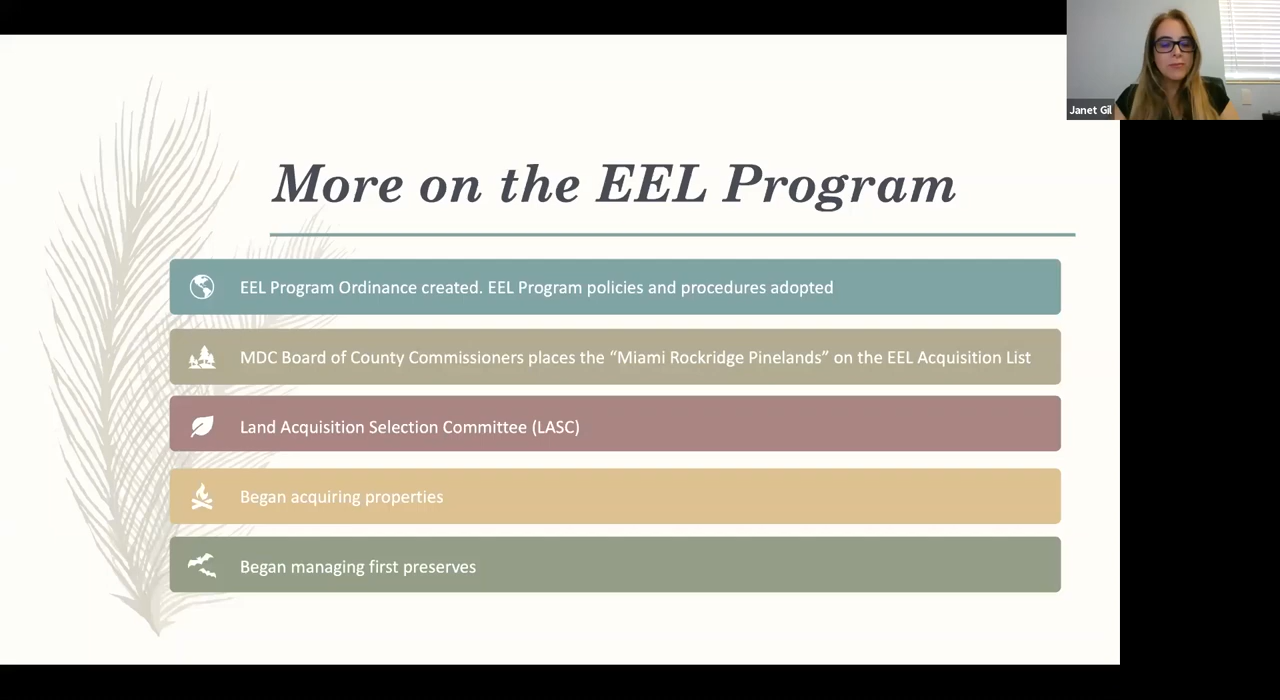 Janet Gil
More on the EEL Program
EEL Program Ordinance created. EEL Program policies and procedures adopted
MDC Board of County Commissioners places the “Miami Rockridge Pinelands” on the EEL Acquisition List
Land Acquisition Selection Committee (LASC)
Began acquiring properties
Began managing first preserves